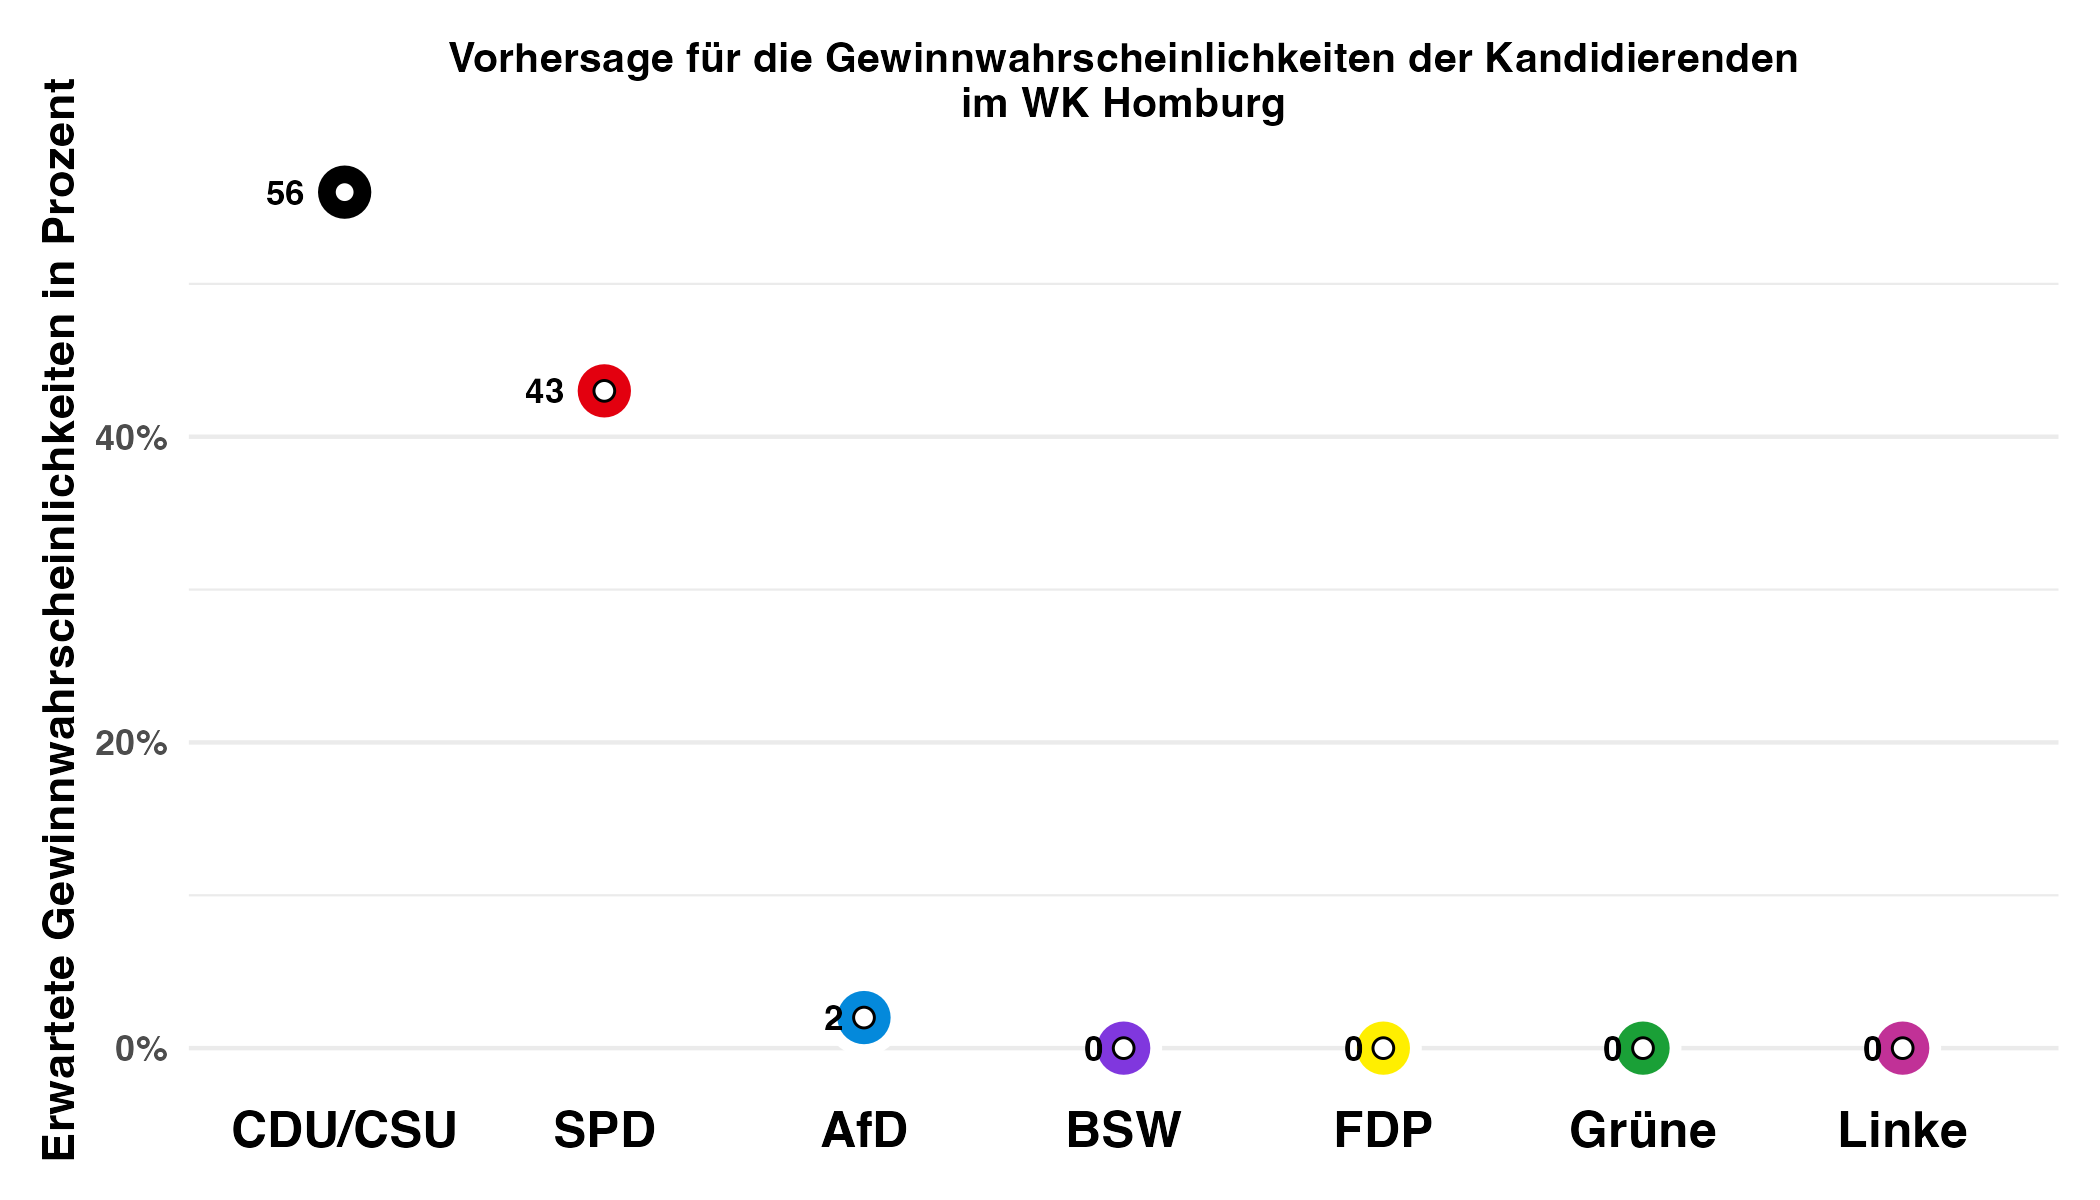 Vorhersage für die Gewinnwahrscheinlichkeiten der Kandidierenden
im WK Homburg
Erwartete Gewinnwahrscheinlichkeiten in Prozent
56
43
40%
20%
2
0%
0
0
0
0
CDU/CSU
SPD
AfD
BSW
FDP
Grüne
Linke